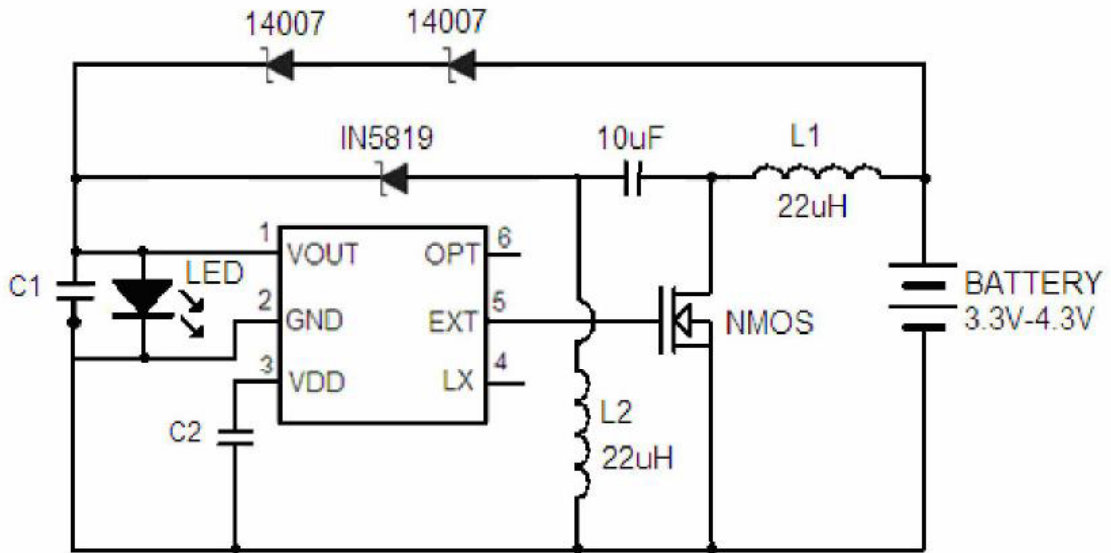 14007 14007
IN5819 10uF L1
22uH
1 VOUT OPT 6
C1 LED
2 GND EXT 5
NMOS
BATTERY
3.3V-4.3V
3 VDD LX 4
C2
L2
22uH